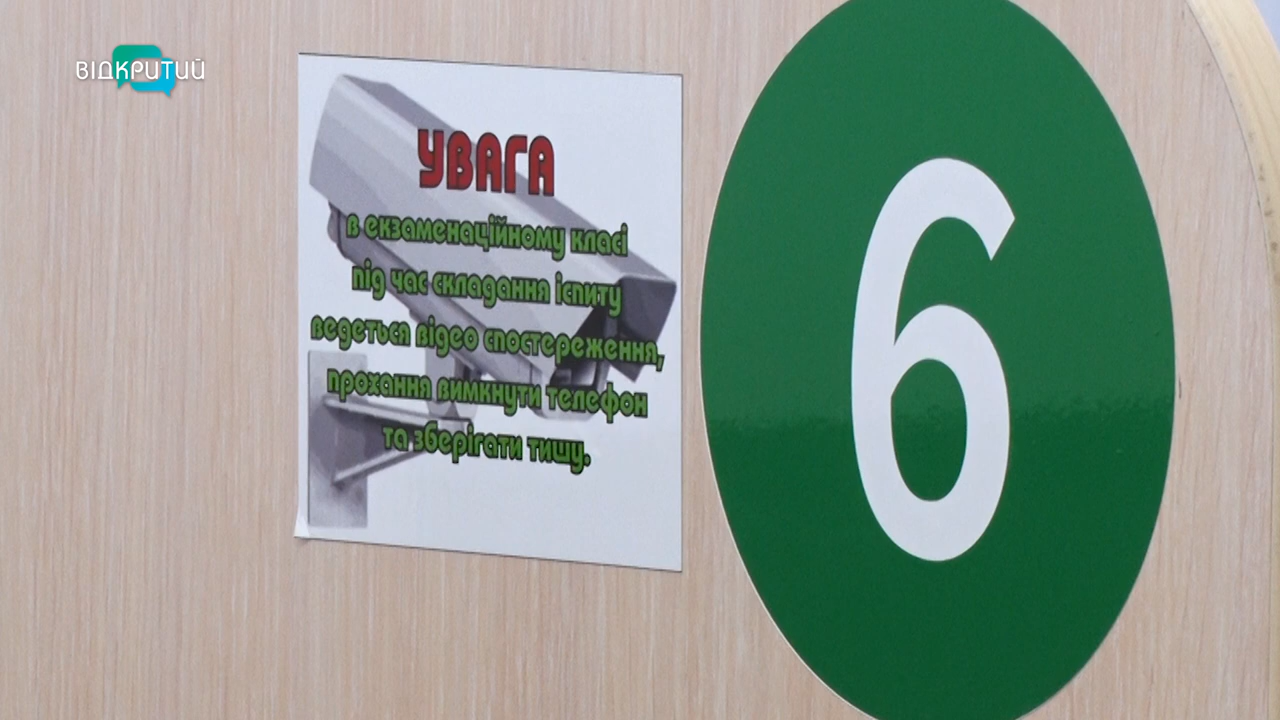 ВІДКРИТИЙ
УВАГА
в екзаменаційному класі
під час складання іспиту
ведеться відео спостереження,
прохання вимкнути телефон
та зберігати тишу.
6